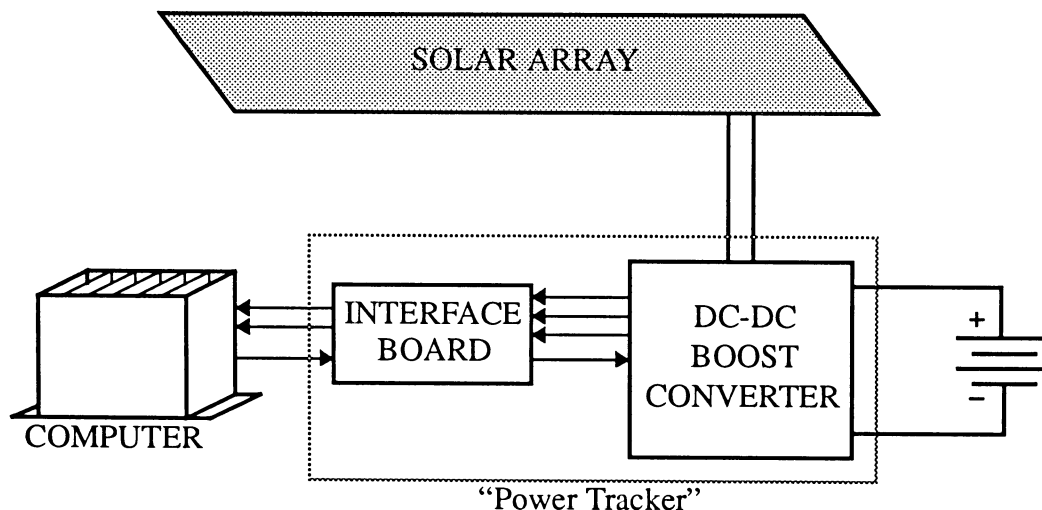 SOLAR ARRAY
COMPUTER
INTERFACE
BOARD
DC-DC
BOOST
CONVERTER
+
−
“Power Tracker”